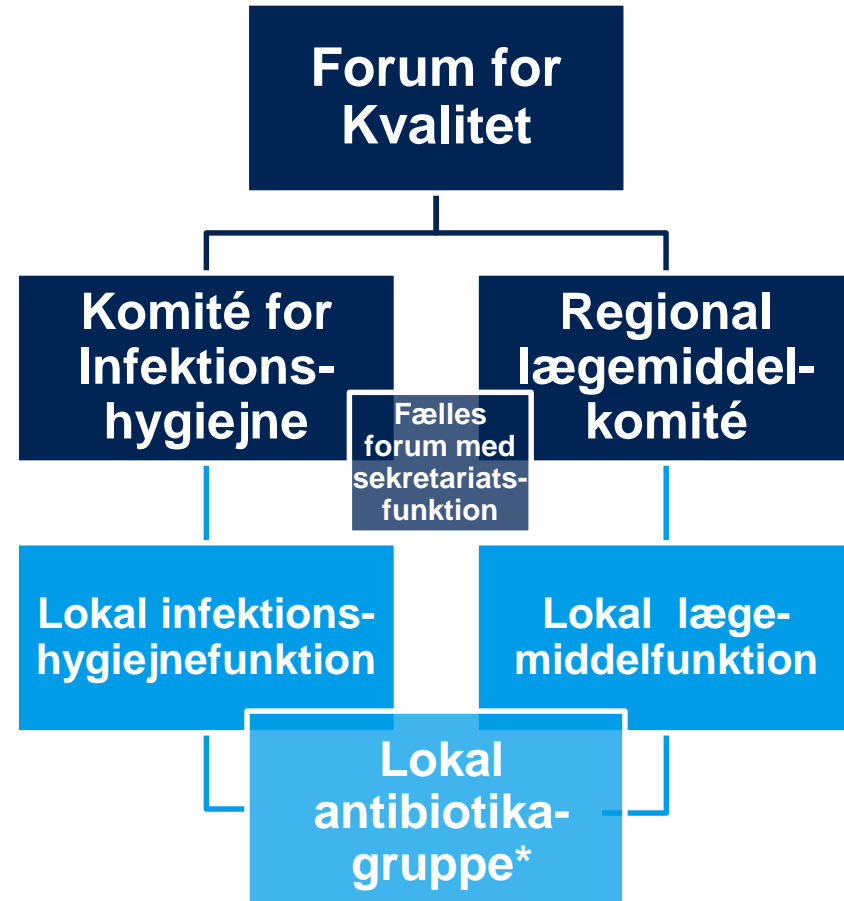 Forum for
Kvalitet
Komité for
Infektions-
hygiejne
Regional
lægemiddel-
komité
Fælles
forum med
sekretariats-
funktion
Lokal infektions-
hygiejnefunktion
Lokal læge-
middelfunktion
Lokal
antibiotika-
gruppe*